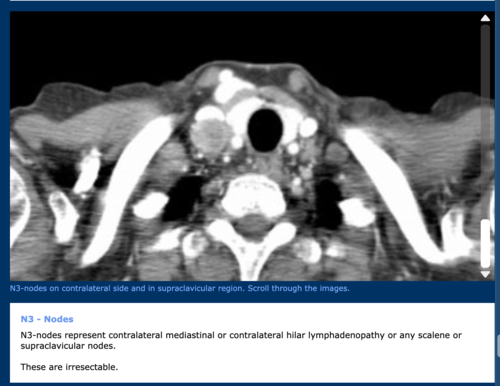 N3-nodes on contralateral side and in supraclavicular region. Scroll through the images.
N3 - Nodes
N3-nodes represent contralateral mediastinal or contralateral hilar lymphadenopathy or any scalene or
supraclavicular nodes.
These are irresectable.